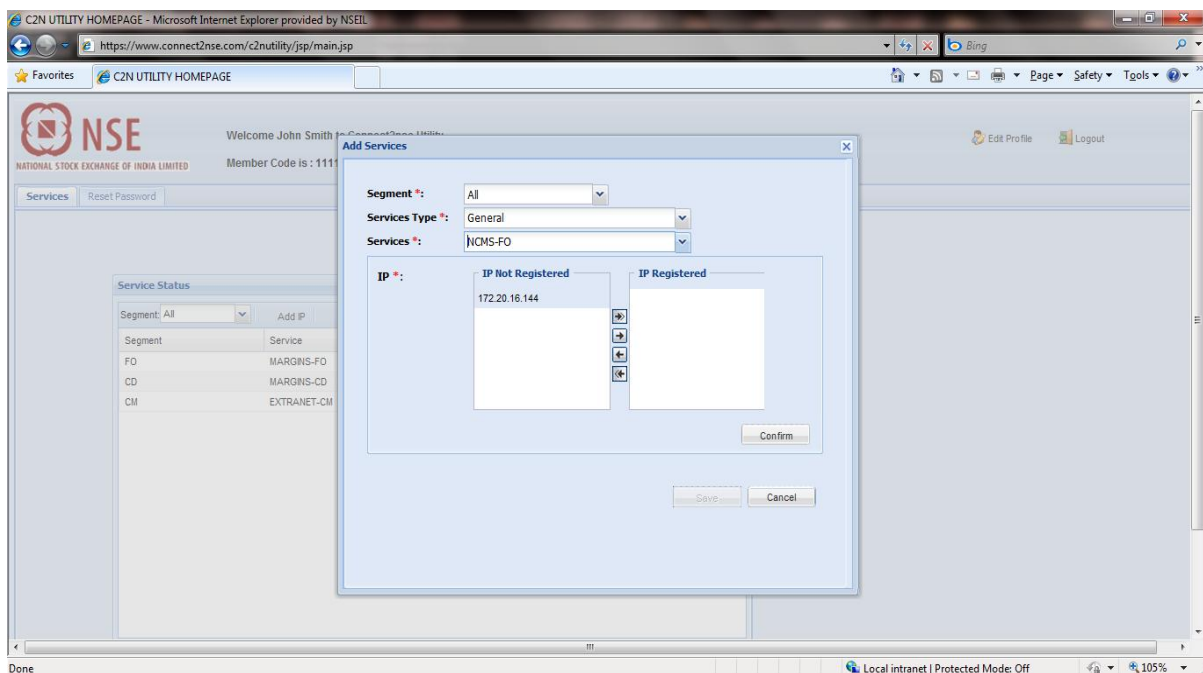 C2N UTILITY HOMEPAGE - Microsoft Internet Explorer provided by NSEIL
https://www.connect2nse.com/c2nutility/jsp/main.jsp
Bing
Favorites
C2N UTILITY HOMEPAGE
Page Safety Tools
NSE
NATIONAL STOCK EXCHANGE OF INDIA LIMITED
Welcome John Smith to Connect2nse Utility
Member Code is : 1111
Edit Profile
Logout
Services
Reset Password
Service Status
Segment: All
Add IP
Segment Service
FO MARGINS-FO
CD MARGINS-CD
CM EXTRANET-CM
Add Services
Segment *: All
Services Type *: General
Services *: NCMS-FO
IP *:
IP Not Registered
172.20.16.144
IP Registered
Confirm
Save
Cancel
Done
Local intranet | Protected Mode: Off
105%